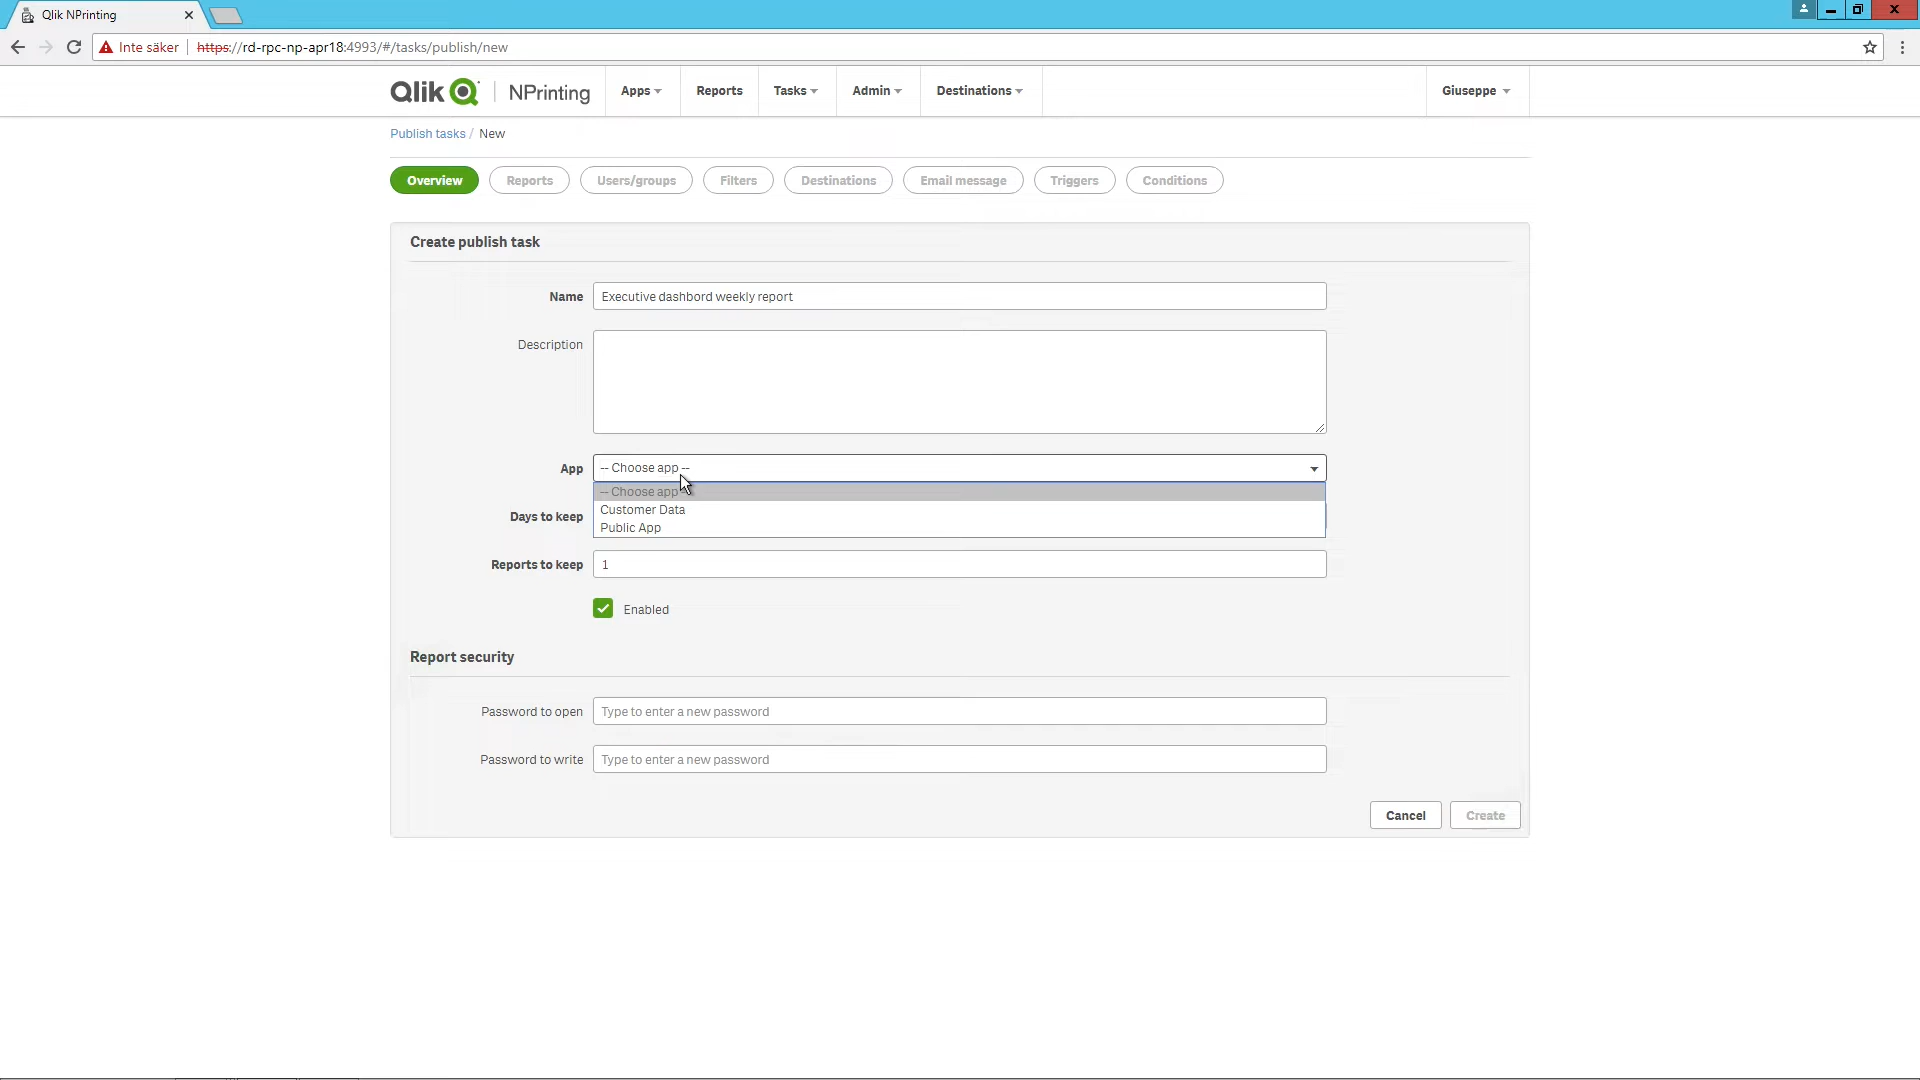 Qlik NPrinting
Inte säker https://rd-rpc-np-apr18:4993/#/tasks/publish/new
Qlik NPrinting Apps Reports Tasks Admin Destinations Giuseppe
Publish tasks / New
Overview Reports Users/groups Filters Destinations Email message Triggers Conditions
Create publish task
Name Executive dashbord weekly report
Description
App -- Choose app --
-- Choose app --
Customer Data
Days to keep
Public App
Reports to keep 1
Enabled
Report security
Password to open Type to enter a new password
Password to write Type to enter a new password
Cancel Create